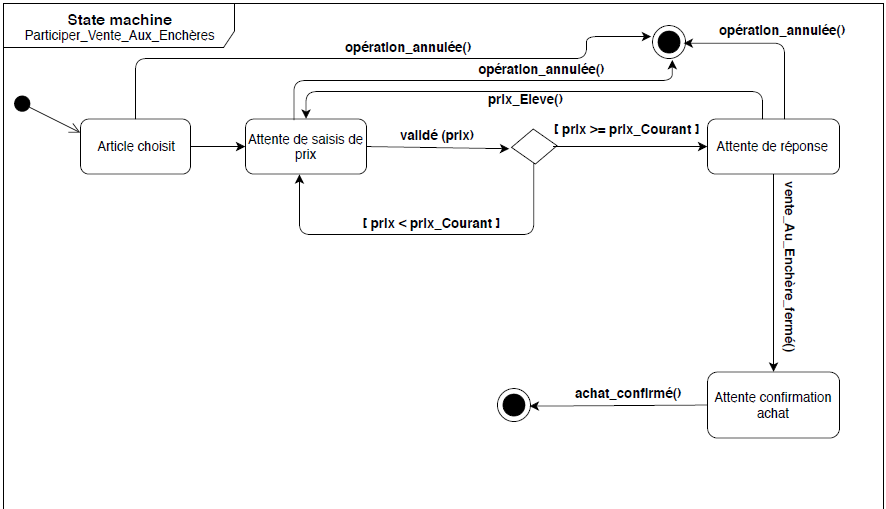 State machine
Participer_Vente_Aux_Enchères
opération_annulée()
opération_annulée()
opération_annulée()
prix_Eleve()
Article choisit
Attente de saisis de
prix
validé (prix)
[ prix >= prix_Courant ]
Attente de réponse
[ prix < prix_Courant ]
vente_Au_Enchère_fermé()
achat_confirmé()
Attente confirmation
achat